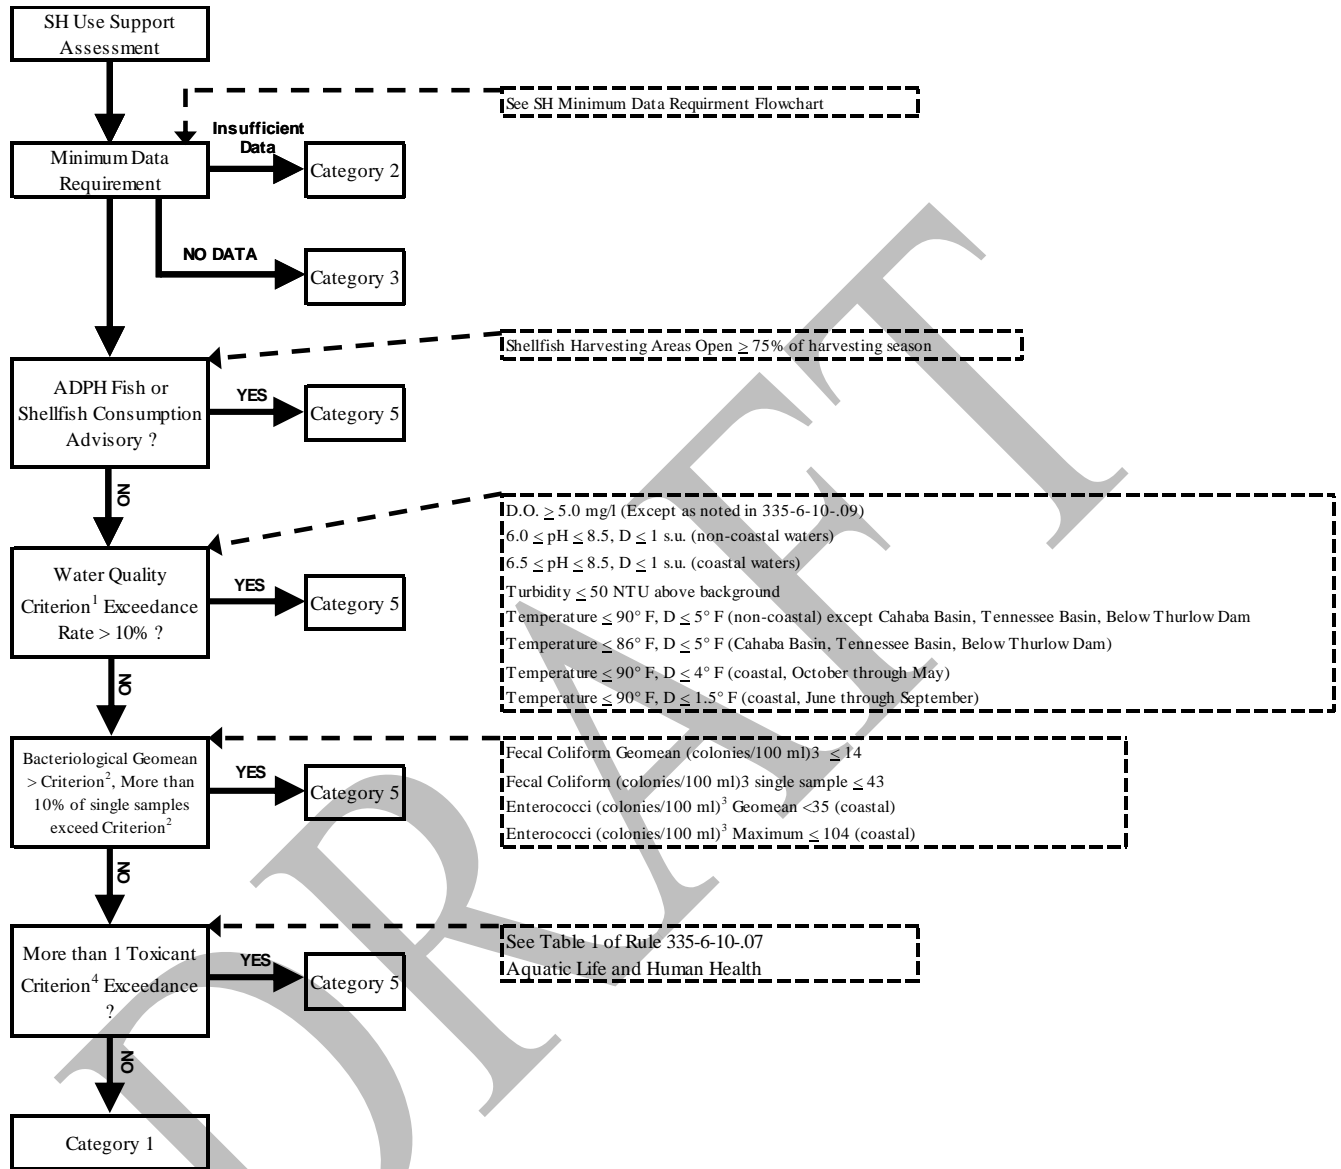 SH Use Support
Assessment
See SH Minimum Data Requirment Flowchart
Insufficient
Data
Minimum Data
Requirement
Category 2
NO DATA
Category 3
Shellfish Harvesting Areas Open ≥ 75% of harvesting season
ADPH Fish or
Shellfish Consumption
Advisory ?
YES
Category 5
NO
D.O. ≥ 5.0 mg/l (Except as noted in 335-6-10-.09)
6.0 ≤ pH ≤ 8.5, D ≤ 1 s.u. (non-coastal waters)
6.5 ≤ pH ≤ 8.5, D ≤ 1 s.u. (coastal waters)
Turbidity ≤ 50 NTU above background
Temperature ≤ 90° F, D ≤ 5° F (non-coastal) except Cahaba Basin, Tennessee Basin, Below Thurlow Dam
Temperature ≤ 86° F, D ≤ 5° F (Cahaba Basin, Tennessee Basin, Below Thurlow Dam)
Temperature ≤ 90° F, D ≤ 4° F (coastal, October through May)
Temperature ≤ 90° F, D ≤ 1.5° F (coastal, June through September)
Water Quality
Criterion¹ Exceedance
Rate > 10% ?
YES
Category 5
NO
Bacteriological Geomean
> Criterion², More than
10% of single samples
exceed Criterion²
YES
Category 5
Fecal Coliform Geomean (colonies/100 ml)3 ≤ 14
Fecal Coliform (colonies/100 ml)3 single sample ≤ 43
Enterococci (colonies/100 ml)³ Geomean <35 (coastal)
Enterococci (colonies/100 ml)³ Maximum ≤ 104 (coastal)
NO
More than 1 Toxicant
Criterion⁴ Exceedance
?
YES
Category 5
See Table 1 of Rule 335-6-10-.07
Aquatic Life and Human Health
NO
Category 1
DRAFT